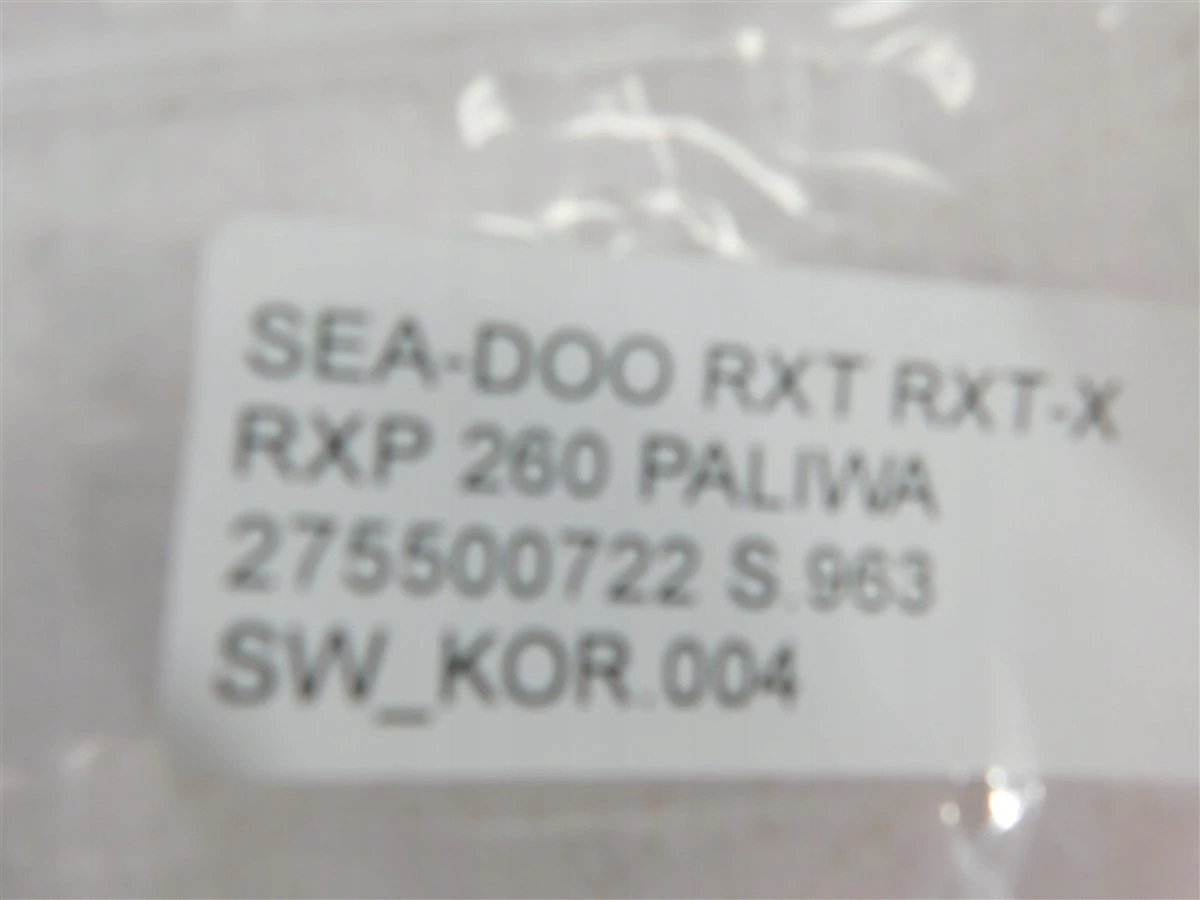 SEA-DOO RXT RXT-X
RXP 260 PALIWA
275500722 S.963
SW_KOR.004